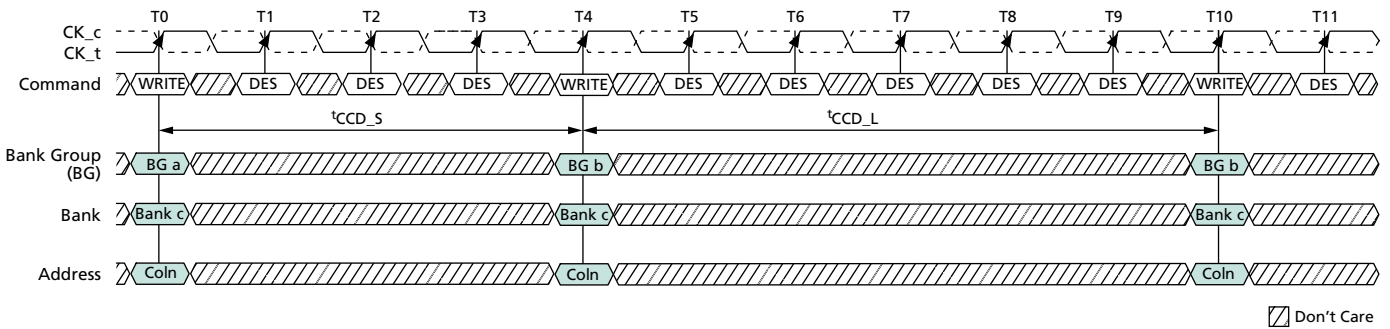 T0 T1 T2 T3 T4 T5 T6 T7 T8 T9 T10 T11
CK_c
CK_t
Command WRITE DES DES DES WRITE DES DES DES DES DES WRITE DES
tCCD_S tCCD_L
Bank Group
(BG) BG a BG b BG b
Bank Bank c Bank c Bank c
Address Coln Coln Coln
Don't Care